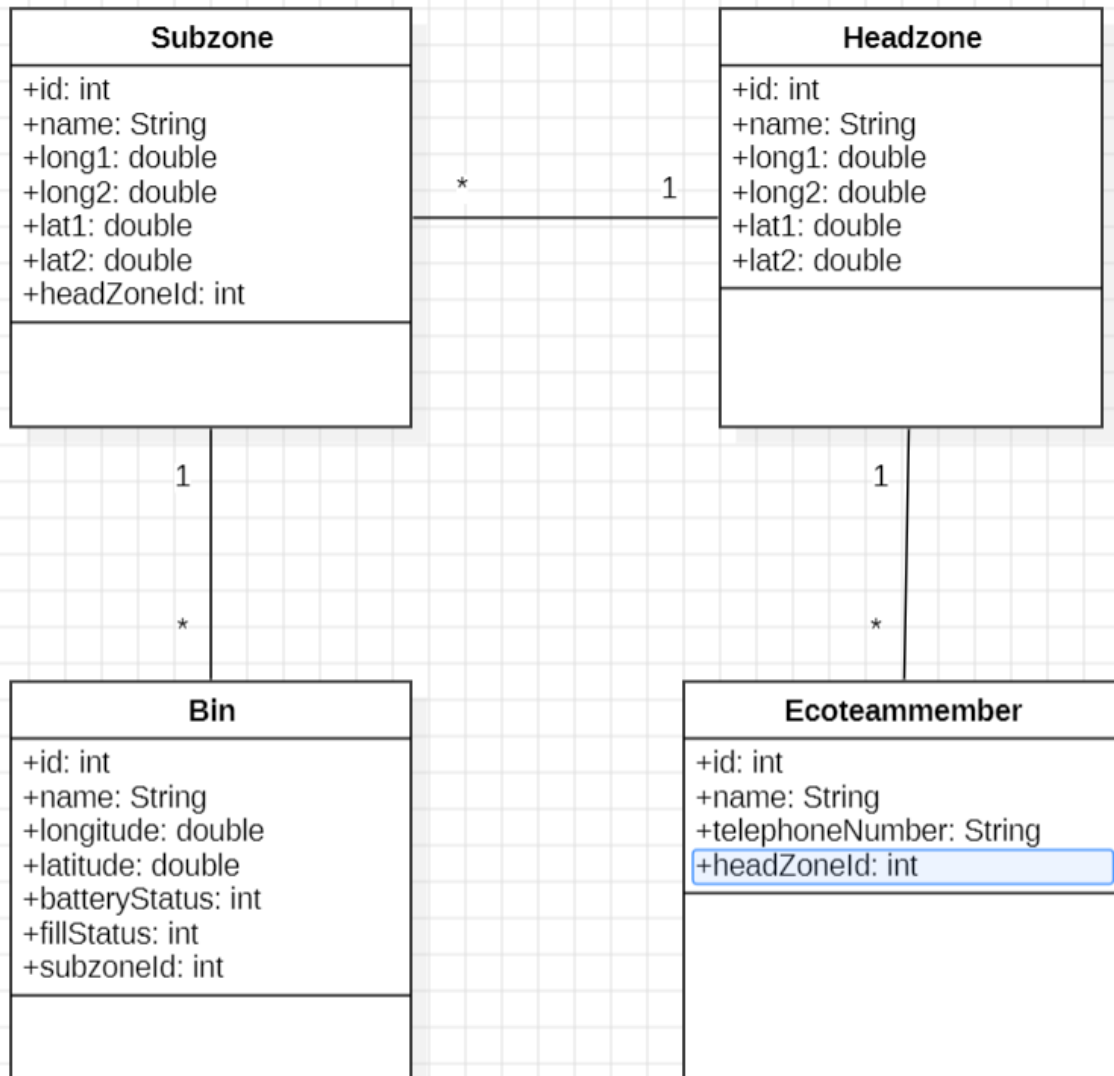 Subzone
+id: int
+name: String
+long1: double
+long2: double
+lat1: double
+lat2: double
+headZoneId: int
* 1
Headzone
+id: int
+name: String
+long1: double
+long2: double
+lat1: double
+lat2: double
1
*
1
*
Bin
+id: int
+name: String
+longitude: double
+latitude: double
+batteryStatus: int
+fillStatus: int
+subzoneId: int
Ecoteammember
+id: int
+name: String
+telephoneNumber: String
+headZoneId: int